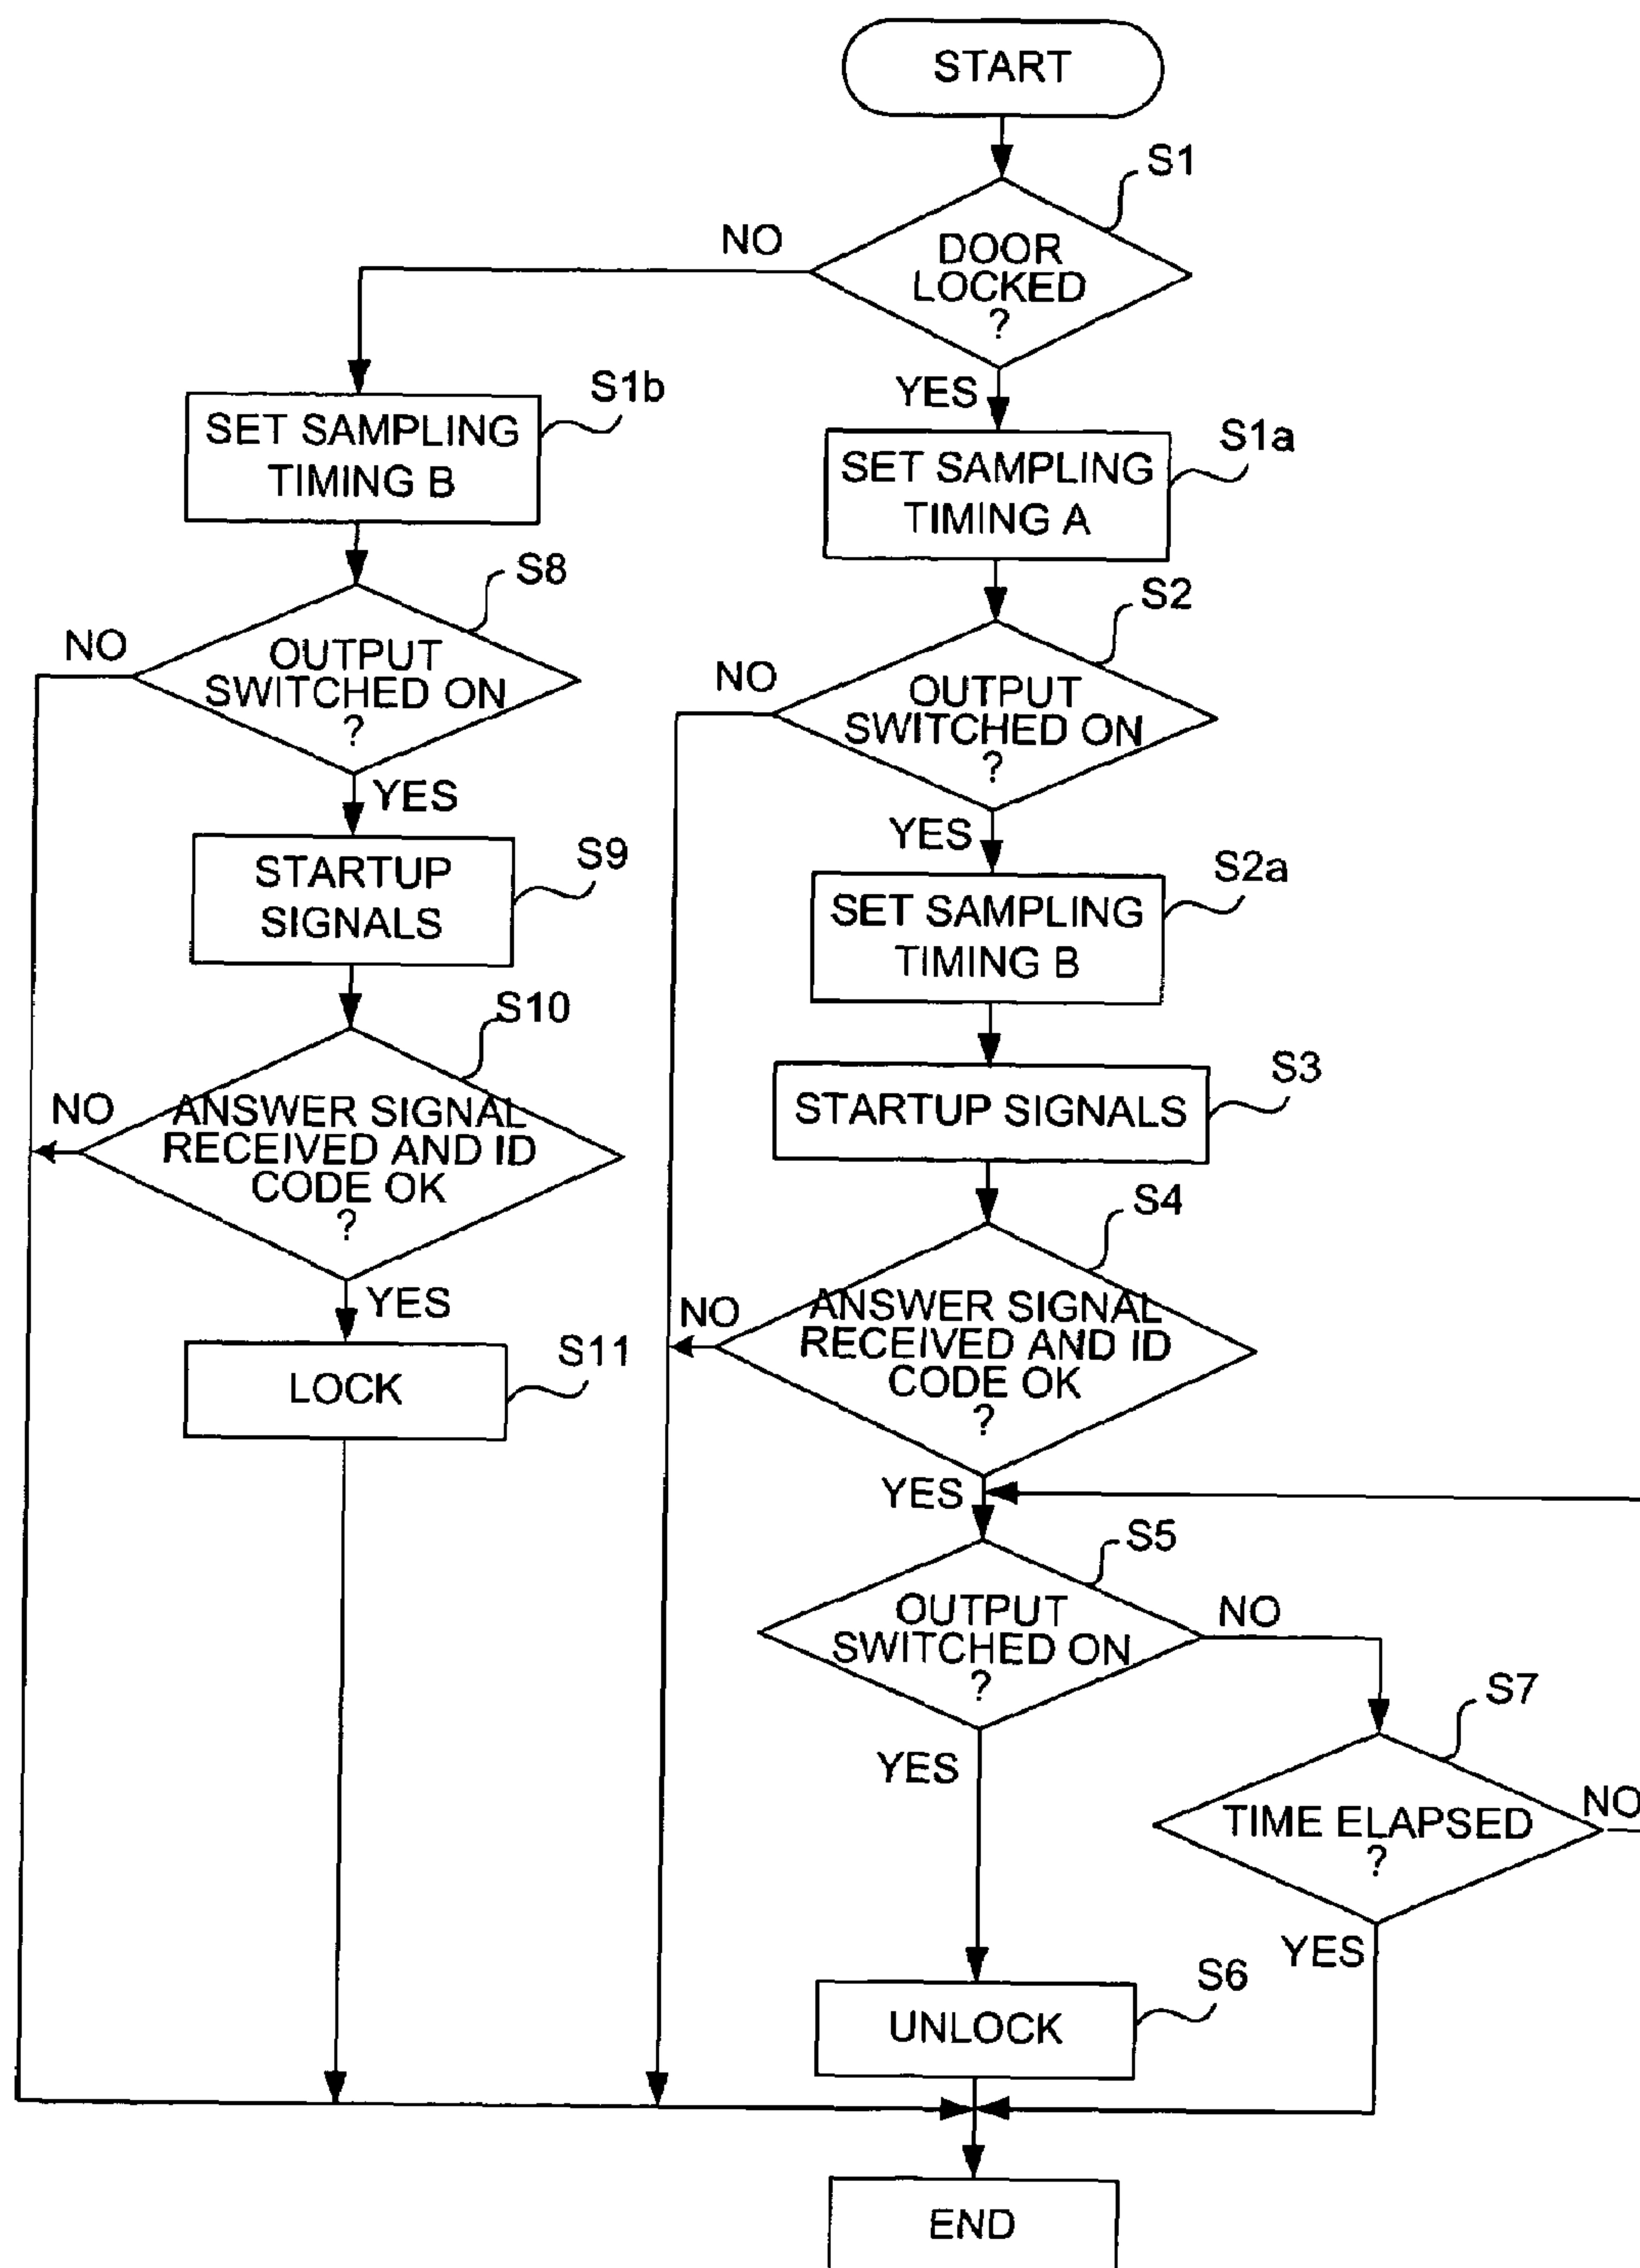 START
S1
DOOR
LOCKED
?
NO
YES
S1b
SET SAMPLING
TIMING B
S1a
SET SAMPLING
TIMING A
S8
OUTPUT
SWITCHED ON
?
NO
YES
S2
OUTPUT
SWITCHED ON
?
NO
YES
S9
STARTUP
SIGNALS
S2a
SET SAMPLING
TIMING B
S10
ANSWER SIGNAL
RECEIVED AND ID
CODE OK
?
NO
YES
S3
STARTUP SIGNALS
S4
ANSWER SIGNAL
RECEIVED AND ID
CODE OK
?
NO
YES
S11
LOCK
S5
OUTPUT
SWITCHED ON
?
NO
YES
S7
TIME ELAPSED
?
NO
YES
S6
UNLOCK
END